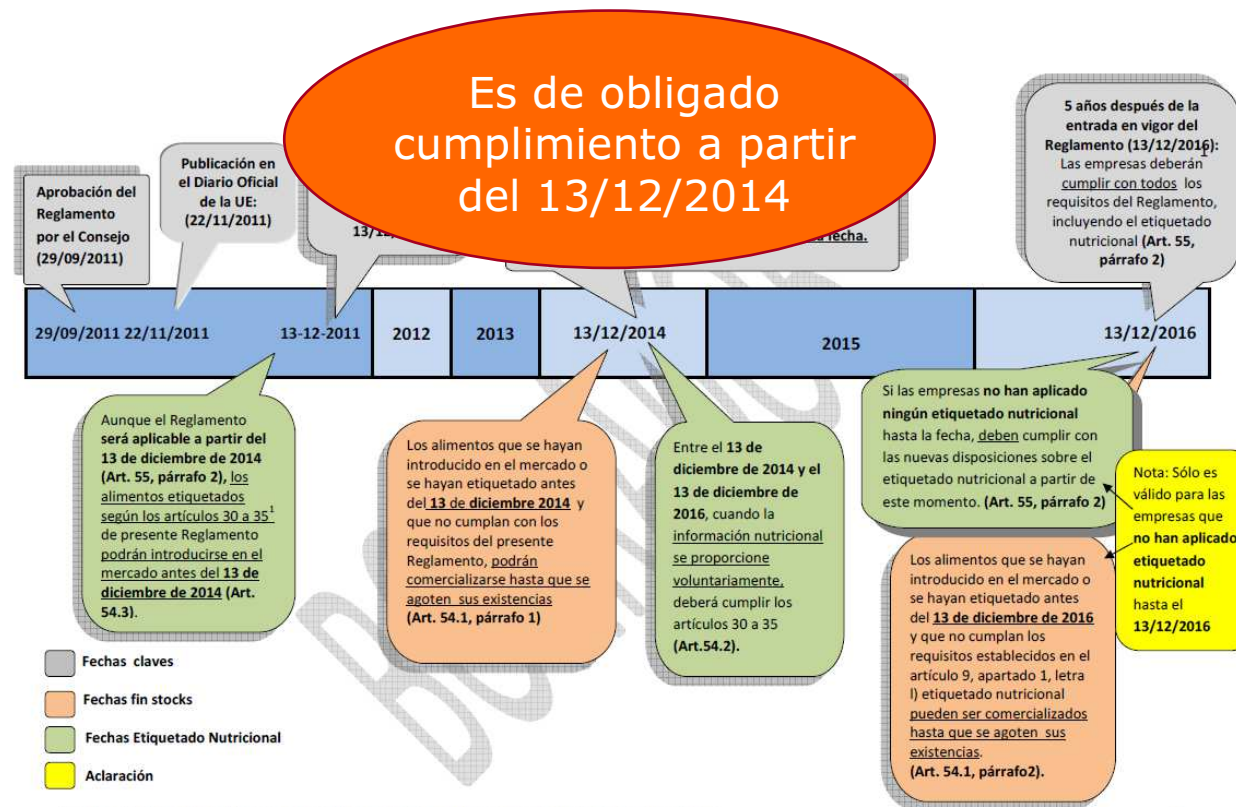 Es de obligado
cumplimiento a partir
del 13/12/2014
Aprobación del
Reglamento
por el Consejo
(29/09/2011)
Publicación en
el Diario Oficial
de la UE:
(22/11/2011)
fecha.
5 años después de la
entrada en vigor del
Reglamento (13/12/2016):
Las empresas deberán
cumplir con todos los
requisitos del Reglamento,
incluyendo el etiquetado
nutricional (Art. 55,
párrafo 2)
29/09/2011 22/11/2011 13-12-2011 2012 2013 13/12/2014 2015 13/12/2016
Aunque el Reglamento
será aplicable a partir del
13 de diciembre de 2014
(Art. 55, párrafo 2), los
alimentos etiquetados
según los artículos 30 a 35¹
de presente Reglamento
podrán introducirse en el
mercado antes del 13 de
diciembre de 2014 (Art.
54.3).
Los alimentos que se hayan
introducido en el mercado o
se hayan etiquetado antes
del 13 de diciembre 2014 y
que no cumplan con los
requisitos del presente
Reglamento, podrán
comercializarse hasta que se
agoten sus existencias
(Art. 54.1, párrafo 1)
Entre el 13 de
diciembre de 2014 y el
13 de diciembre de
2016, cuando la
información nutricional
se proporcione
voluntariamente,
deberá cumplir los
artículos 30 a 35
(Art.54.2).
Si las empresas no han aplicado
ningún etiquetado nutricional
hasta la fecha, deben cumplir con
las nuevas disposiciones sobre el
etiquetado nutricional a partir de
este momento. (Art. 55, párrafo 2)
Nota: Sólo es
válido para las
empresas que
no han aplicado
etiquetado
nutricional
hasta el
13/12/2016
Los alimentos que se hayan
introducido en el mercado o
se hayan etiquetado antes
del 13 de diciembre de 2016
y que no cumplan los
requisitos establecidos en el
artículo 9, apartado 1, letra
l) etiquetado nutricional
pueden ser comercializados
hasta que se agoten sus
existencias.
(Art. 54.1, párrafo2).
Fechas claves
Fechas fin stocks
Fechas Etiquetado Nutricional
Aclaración